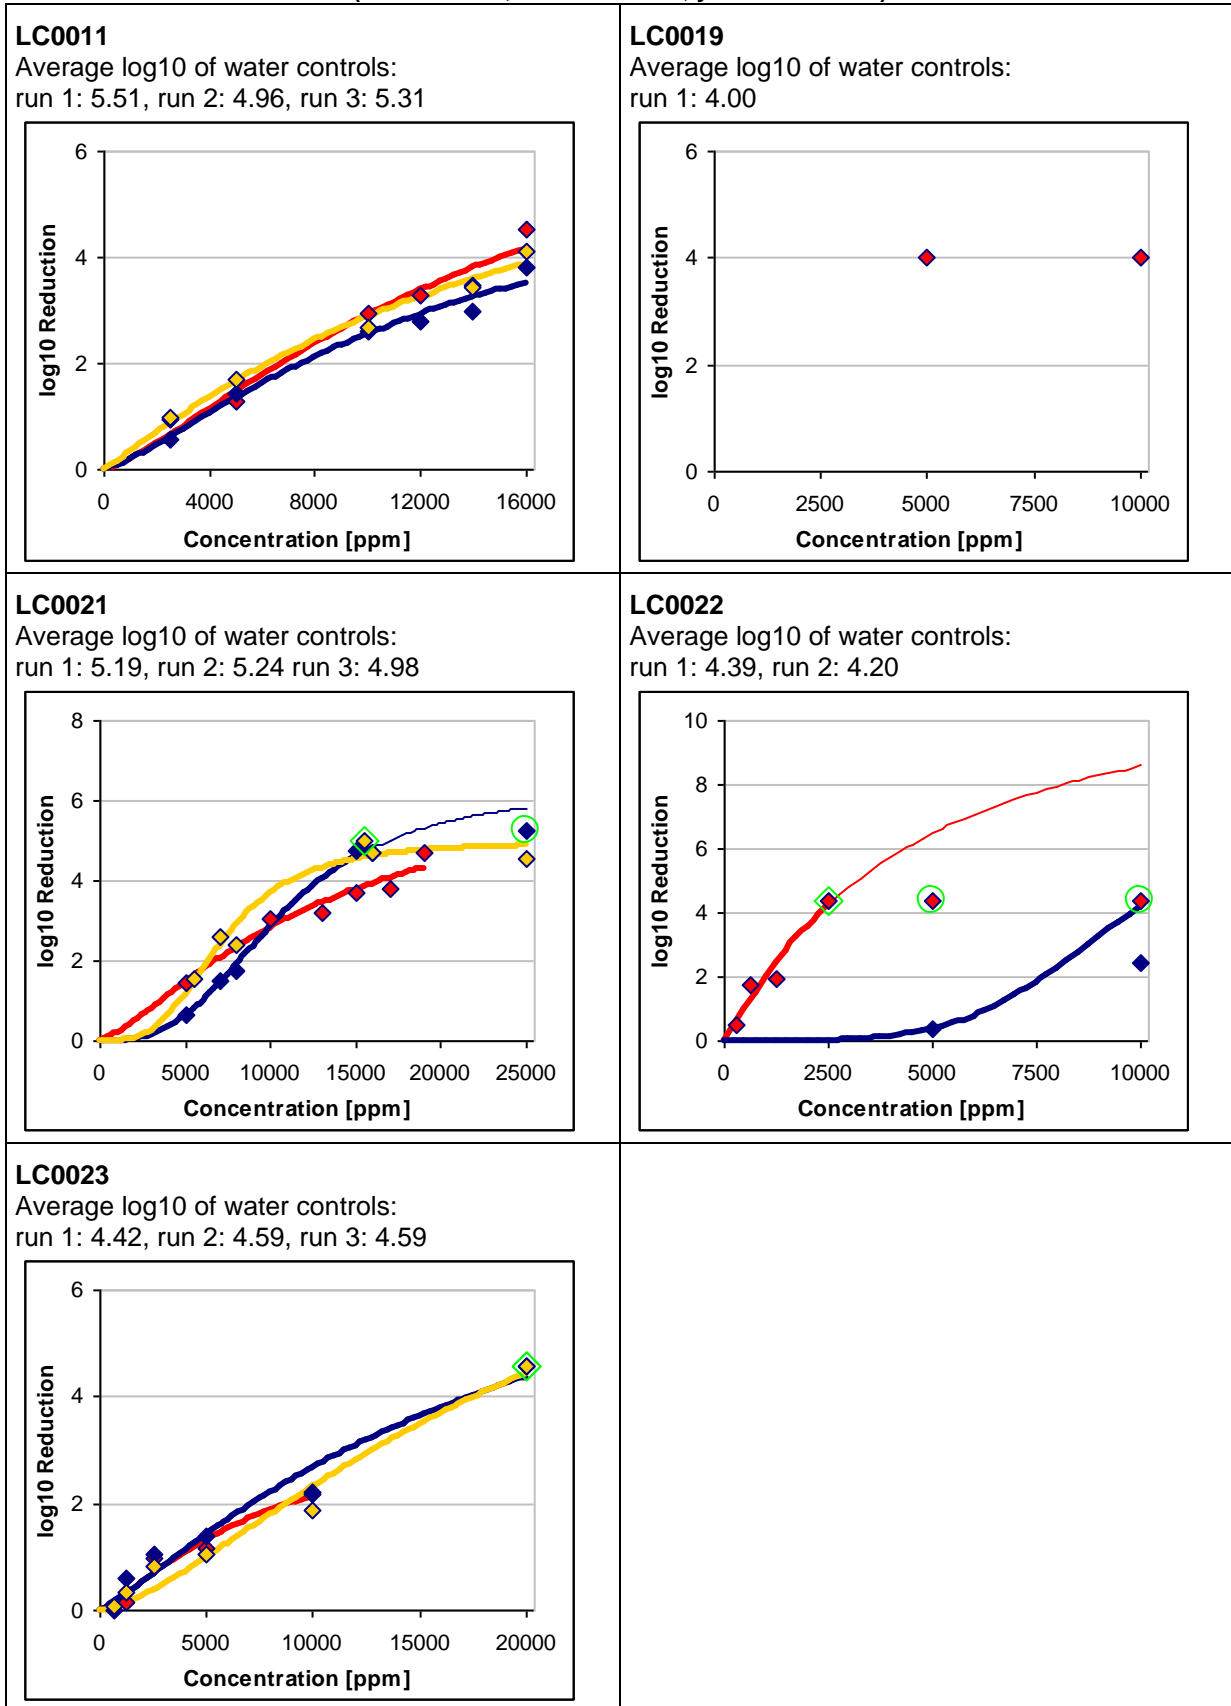 LC0011
Average log10 of water controls:
run 1: 5.51, run 2: 4.96, run 3: 5.31
6
4
2
0
log10 Reduction
0 4000 8000 12000 16000
Concentration [ppm]
LC0019
Average log10 of water controls:
run 1: 4.00
6
4
2
0
log10 Reduction
0 2500 5000 7500 10000
Concentration [ppm]
LC0021
Average log10 of water controls:
run 1: 5.19, run 2: 5.24 run 3: 4.98
8
6
4
2
0
log10 Reduction
0 5000 10000 15000 20000 25000
Concentration [ppm]
LC0022
Average log10 of water controls:
run 1: 4.39, run 2: 4.20
10
8
6
4
2
0
log10 Reduction
0 2500 5000 7500 10000
Concentration [ppm]
LC0023
Average log10 of water controls:
run 1: 4.42, run 2: 4.59, run 3: 4.59
6
4
2
0
log10 Reduction
0 5000 10000 15000 20000
Concentration [ppm]